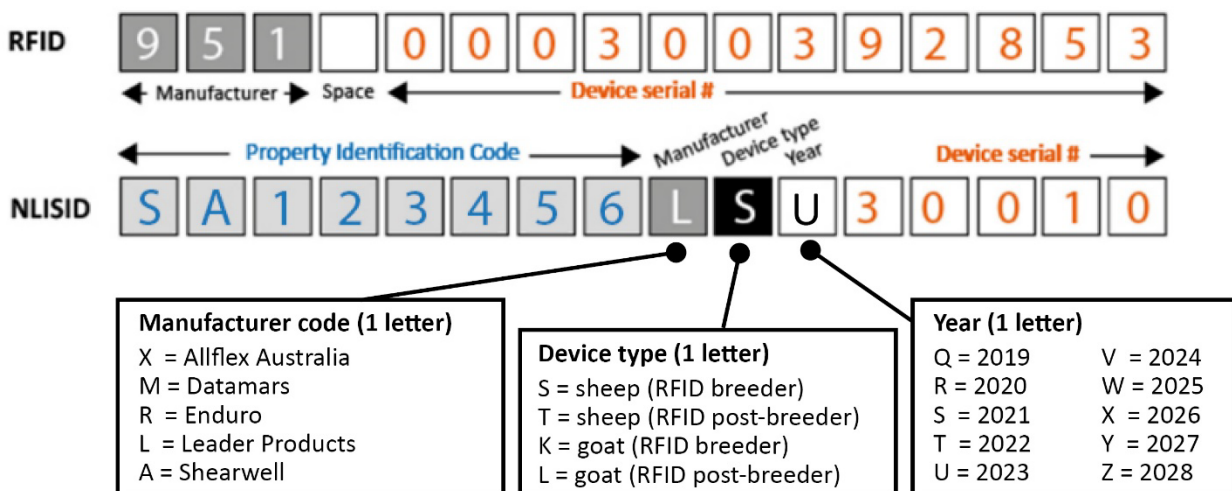 RFID 9 5 1 0 0 0 3 0 0 3 9 2 8 5 3
Manufacturer Space Device serial #
Property Identification Code Manufacturer Device type Year Device serial #
NLISID S A 1 2 3 4 5 6 L S U 3 0 0 1 0
Manufacturer code (1 letter)
X = Allflex Australia
M = Datamars
R = Enduro
L = Leader Products
A = Shearwell
Device type (1 letter)
S = sheep (RFID breeder)
T = sheep (RFID post-breeder)
K = goat (RFID breeder)
L = goat (RFID post-breeder)
Year (1 letter)
Q = 2019 V = 2024
R = 2020 W = 2025
S = 2021 X = 2026
T = 2022 Y = 2027
U = 2023 Z = 2028